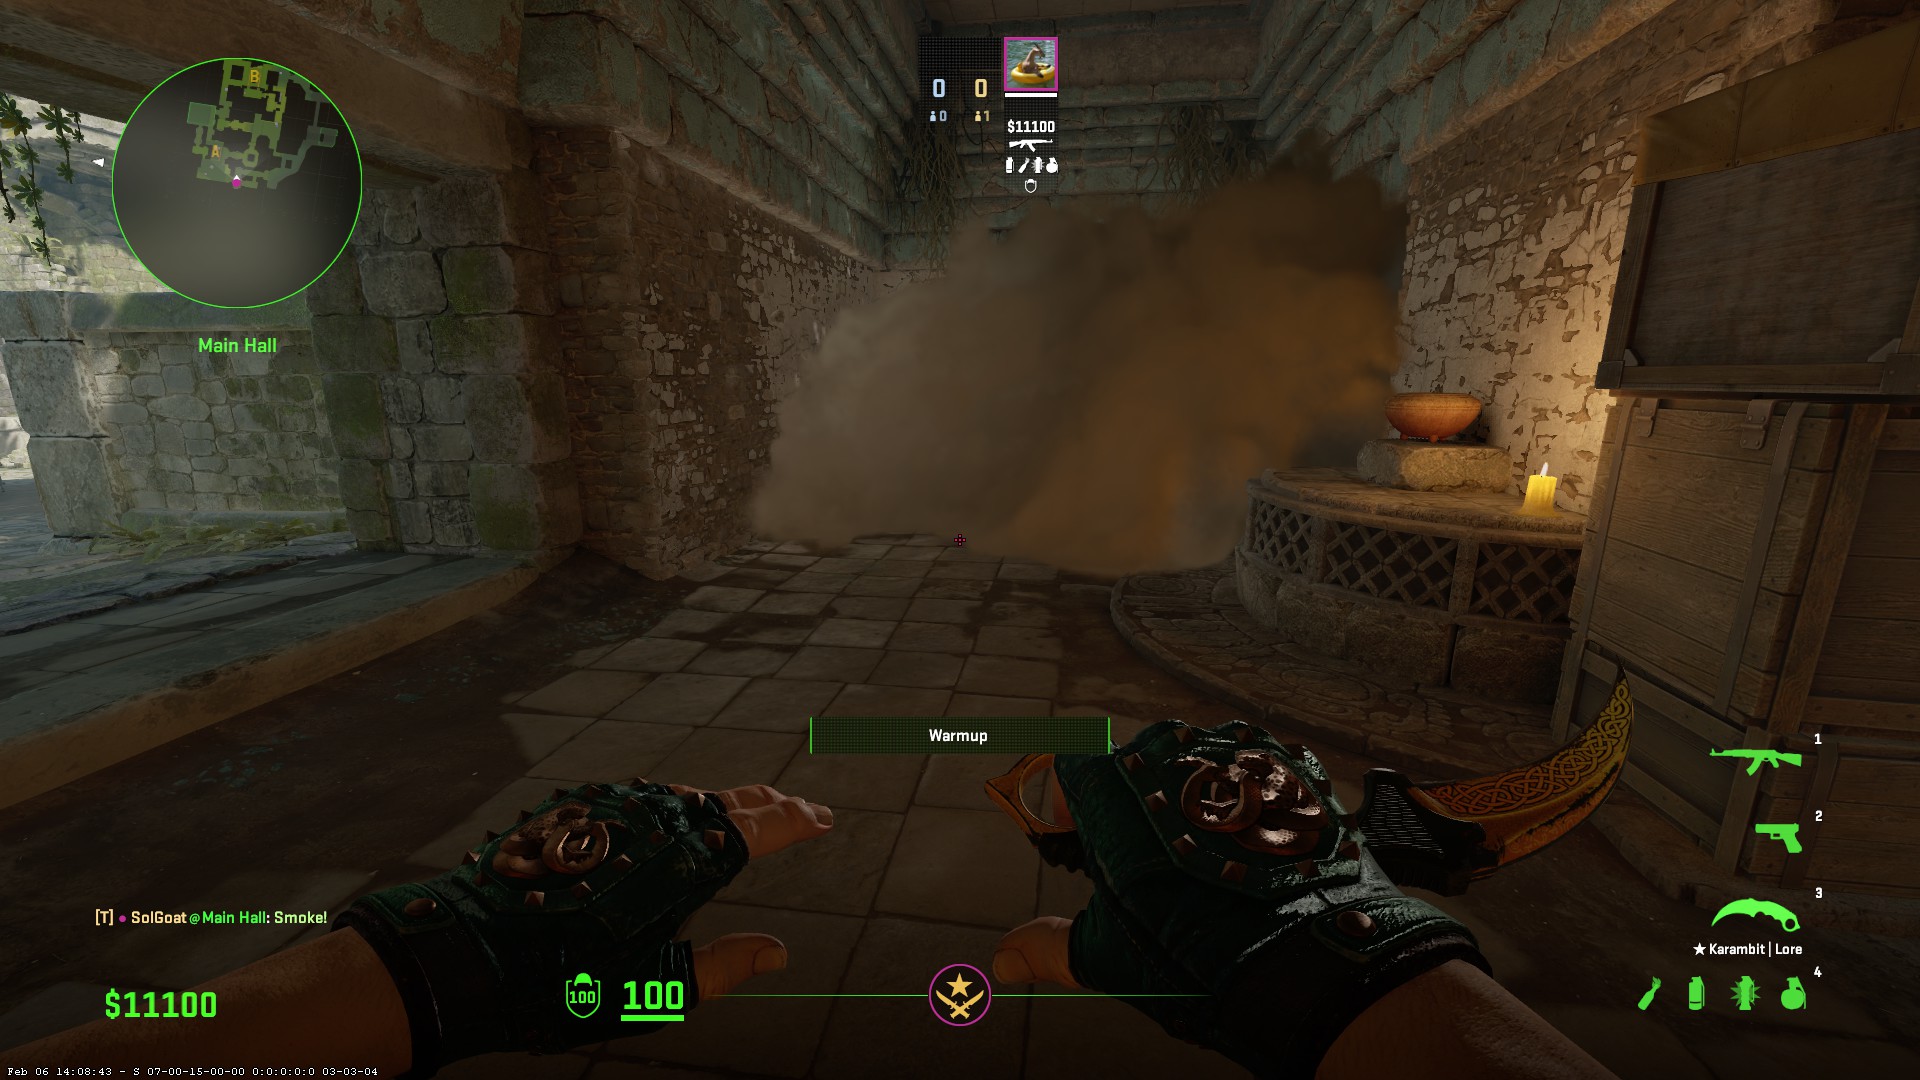 B
A
Main Hall
0 0
0 1
$11100
Warmup
1
2
3
★ Karambit | Lore
4
[T] ● SolGoat @ Main Hall: Smoke!
$11100
100
100
Feb 06 14:08:43 - S 07-00-15-00-00 0:0:0:0:0 03-03-04